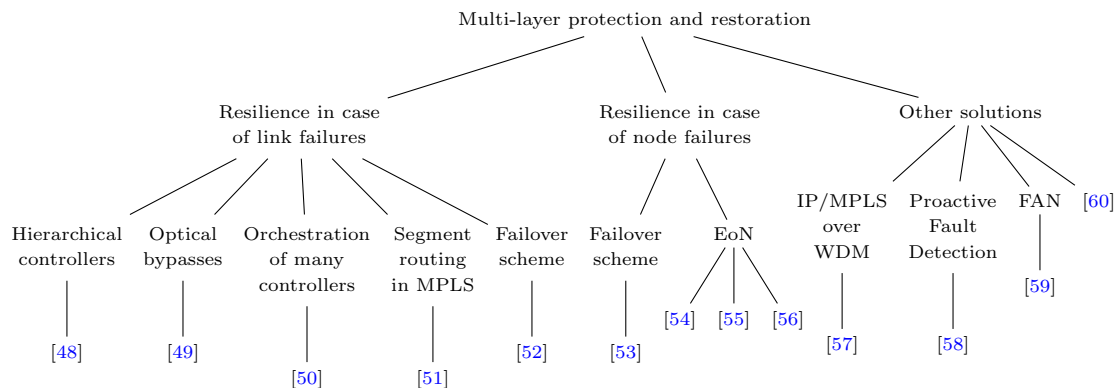 Multi-layer protection and restoration
Resilience in case
of link failures
Resilience in case
of node failures
Other solutions
Hierarchical
controllers
Optical
bypasses
Orchestration
of many
controllers
Segment
routing
in MPLS
Failover
scheme
Failover
scheme
EoN
IP/MPLS
over
WDM
Proactive
Fault
Detection
FAN
[60]
[48]
[49]
[50]
[51]
[52]
[53]
[54]
[55]
[56]
[57]
[58]
[59]